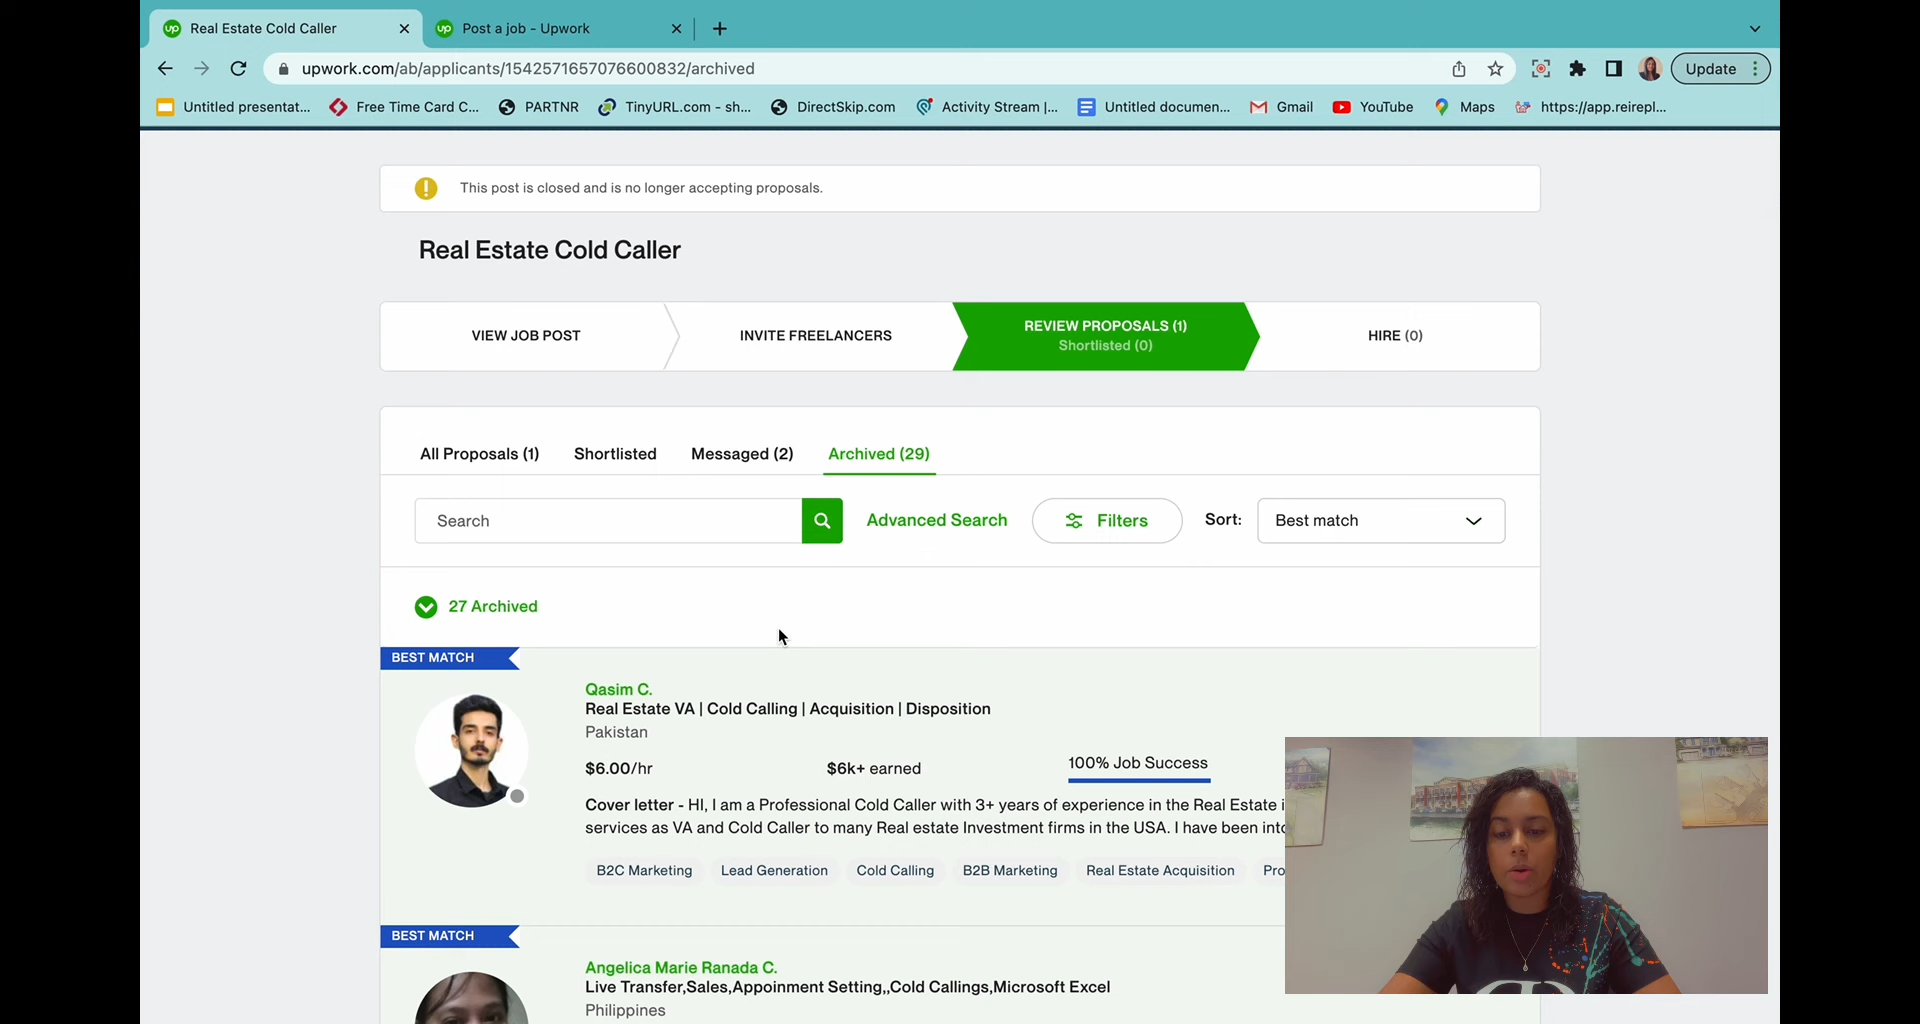 Real Estate Cold Caller
Post a job - Upwork
upwork.com/ab/applicants/1542571657076600832/archived
Update
Untitled presentat...
Free Time Card C...
PARTNR
TinyURL.com - sh...
DirectSkip.com
Activity Stream |...
Untitled documen...
Gmail
YouTube
Maps
https://app.reirepl...
This post is closed and is no longer accepting proposals.
Real Estate Cold Caller
VIEW JOB POST
INVITE FREELANCERS
REVIEW PROPOSALS (1)
Shortlisted (0)
HIRE (0)
All Proposals (1)
Shortlisted
Messaged (2)
Archived (29)
Search
Advanced Search
Filters
Sort:
Best match
27 Archived
BEST MATCH
Qasim C.
Real Estate VA | Cold Calling | Acquisition | Disposition
Pakistan
$6.00/hr
$6k+ earned
100% Job Success
Cover letter - HI, I am a Professional Cold Caller with 3+ years of experience in the Real Estate i
services as VA and Cold Caller to many Real estate Investment firms in the USA. I have been into
B2C Marketing
Lead Generation
Cold Calling
B2B Marketing
Real Estate Acquisition
Pro
BEST MATCH
Angelica Marie Ranada C.
Live Transfer,Sales,Appoinment Setting,,Cold Callings,Microsoft Excel
Philippines